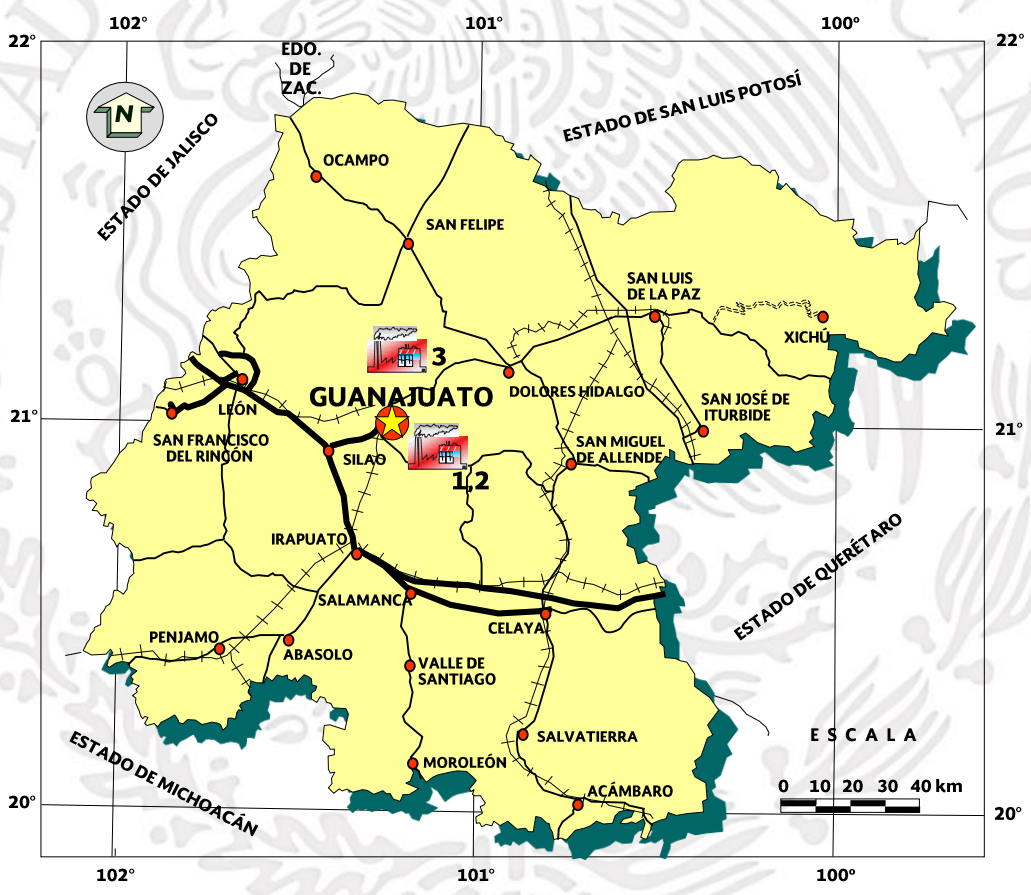 102°
101°
100°
22°
22°
EDO.
DE
ZAC.
N
ESTADO DE JALISCO
ESTADO DE SAN LUIS POTOSÍ
OCAMPO
SAN FELIPE
SAN LUIS
DE LA PAZ
XICHÚ
3
GUANAJUATO
DOLORES HIDALGO
SAN JOSÉ DE
ITURBIDE
LEÓN
21°
21°
SAN FRANCISCO
DEL RINCÓN
SILAO
SAN MIGUEL
DE ALLENDE
1,2
IRAPUATO
ESTADO DE QUERÉTARO
SALAMANCA
CELAYA
PENJAMO
ABASOLO
VALLE DE
SANTIAGO
SALVATIERRA
ESCALA
ESTADO DE MICHOACÁN
MOROLEÓN
ACÁMBARO
0 10 20 30 40 km
20°
20°
102°
101°
100°